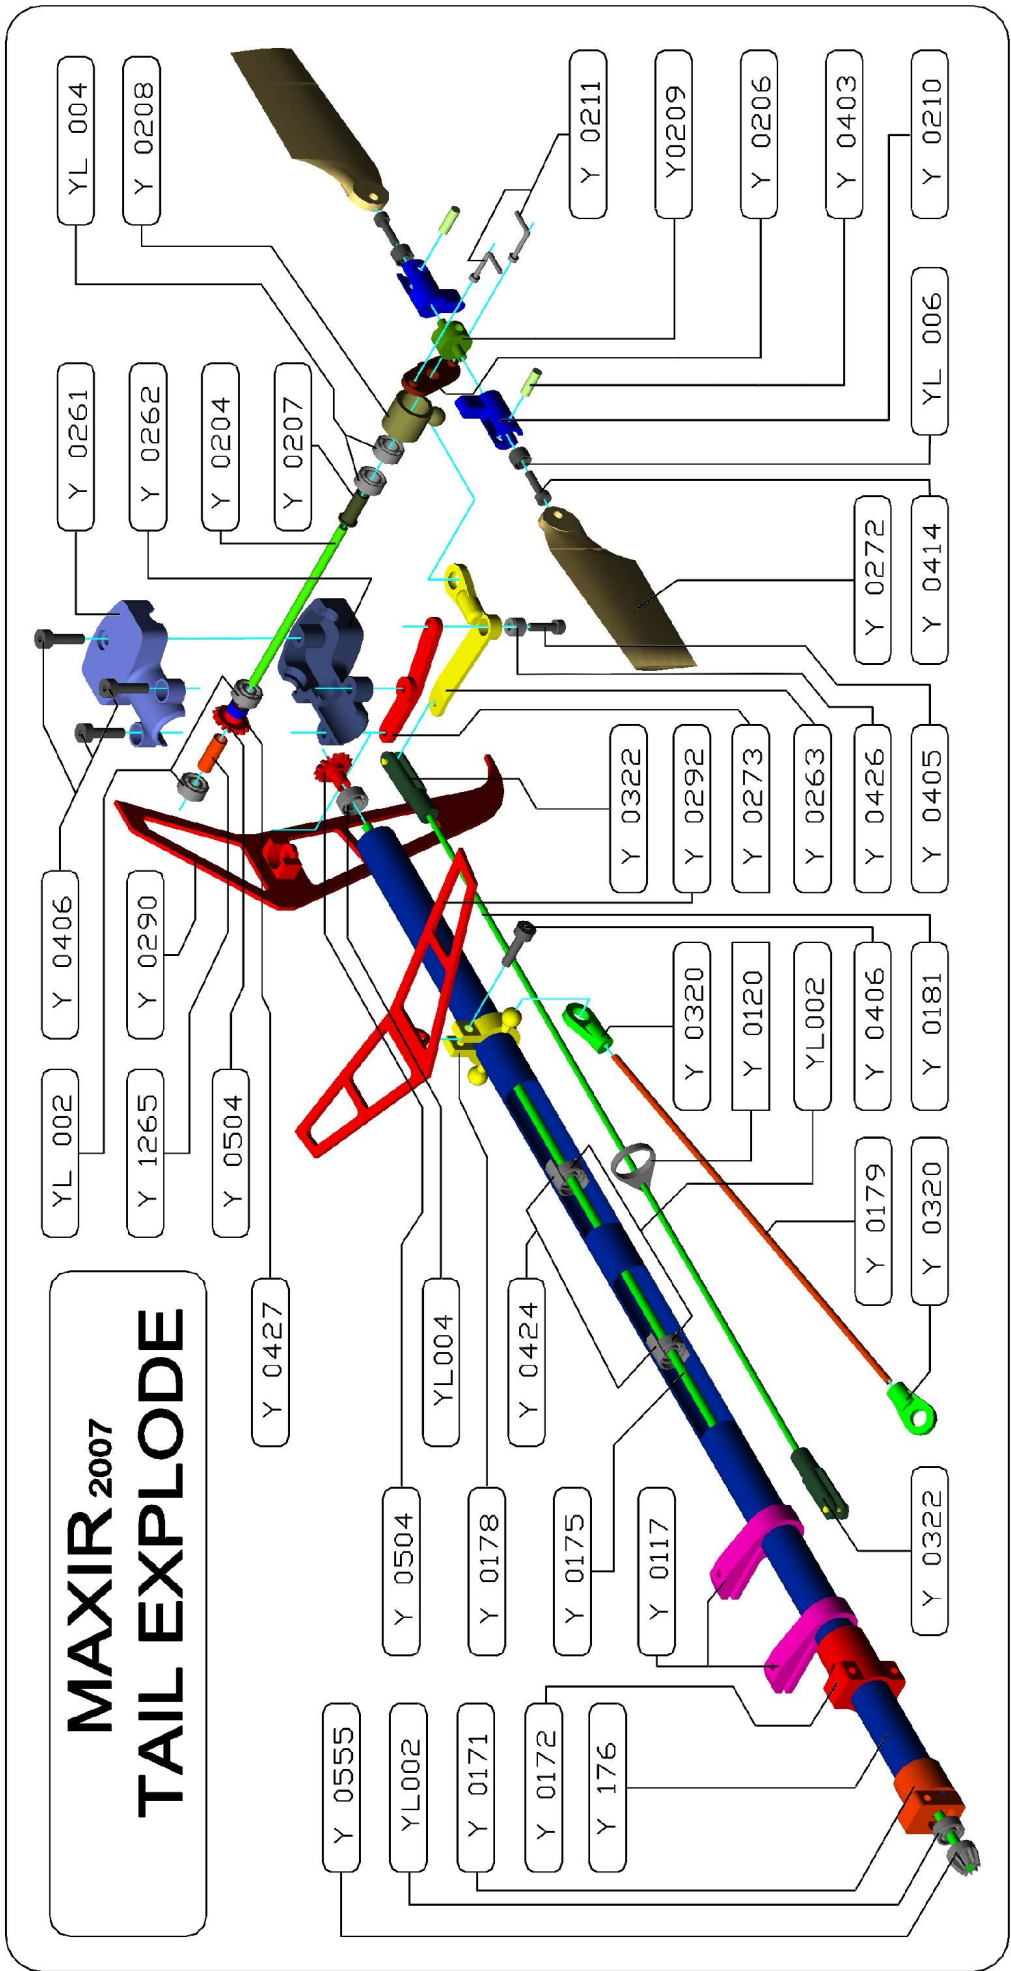 MAXIR 2007
TAIL EXPLODE
YL 002
Y 0406
Y 0261
YL 004
Y 1265
Y 0290
Y 0262
Y 0208
Y 0504
Y 0204
Y 0427
Y 0207
Y 0555
Y 0504
YL004
YL002
Y 0178
Y 0424
Y 0171
Y 0175
Y 0172
Y 0117
Y 176
Y 0211
Y 0322
Y0209
Y 0320
Y 0292
Y 0206
Y 0120
Y 0273
Y 0403
YL002
Y 0263
Y 0210
Y 0179
Y 0406
Y 0426
Y 0272
YL 006
Y 0322
Y 0320
Y 0181
Y 0405
Y 0414